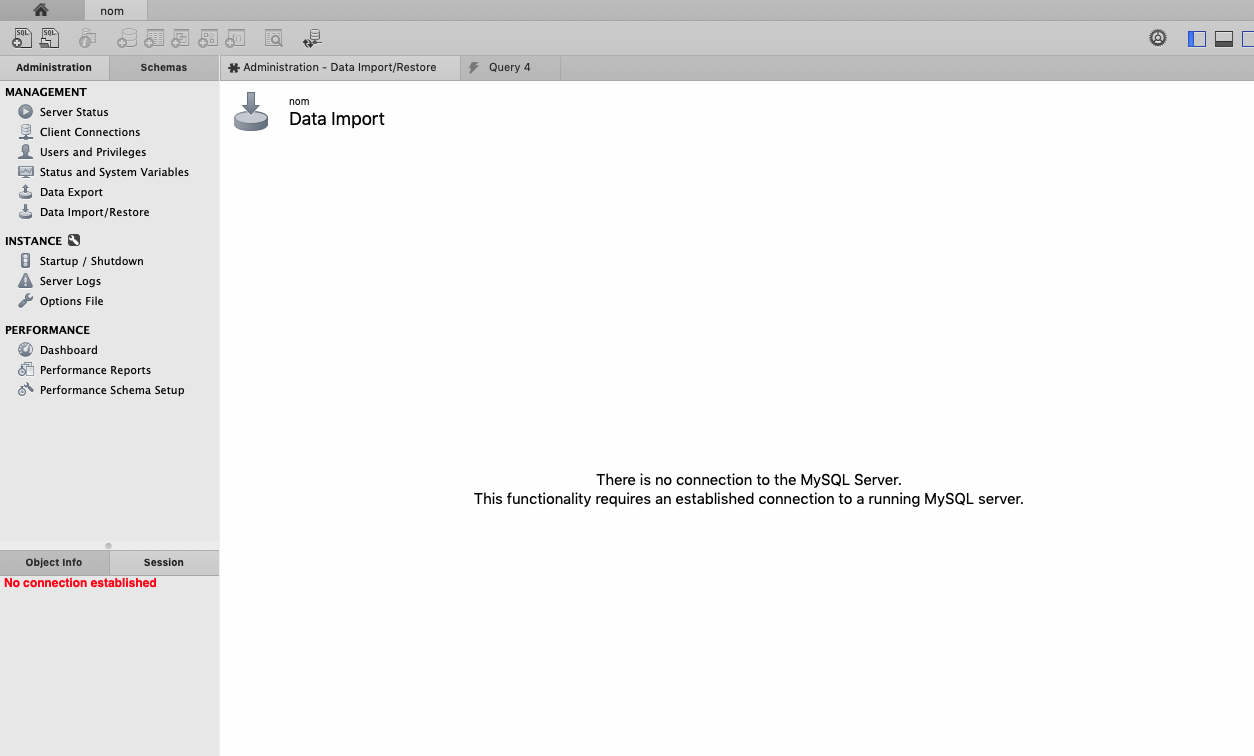 nom
SQL
SQL
Administration
Schemas
Administration - Data Import/Restore
Query 4
MANAGEMENT
Server Status
Client Connections
Users and Privileges
Status and System Variables
Data Export
Data Import/Restore
INSTANCE
Startup / Shutdown
Server Logs
Options File
PERFORMANCE
Dashboard
Performance Reports
Performance Schema Setup
nom
Data Import
There is no connection to the MySQL Server.
This functionality requires an established connection to a running MySQL server.
Object Info
Session
No connection established